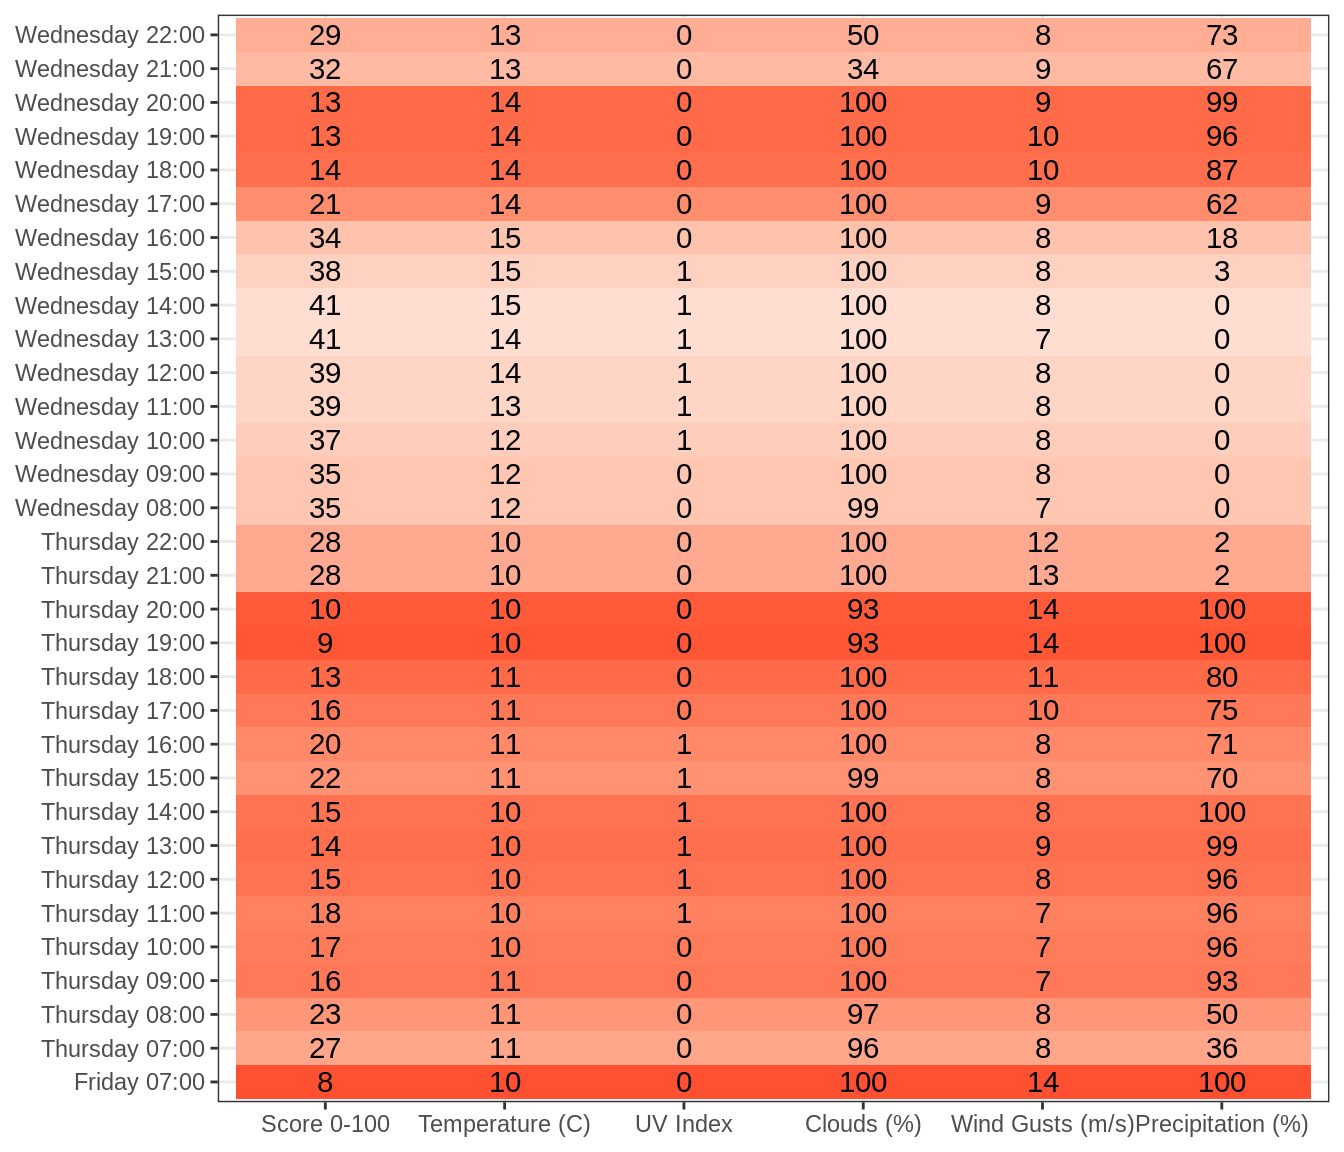 Wednesday 22:00 29 13 0 50 8 73
Wednesday 21:00 32 13 0 34 9 67
Wednesday 20:00 13 14 0 100 9 99
Wednesday 19:00 13 14 0 100 10 96
Wednesday 18:00 14 14 0 100 10 87
Wednesday 17:00 21 14 0 100 9 62
Wednesday 16:00 34 15 0 100 8 18
Wednesday 15:00 38 15 1 100 8 3
Wednesday 14:00 41 15 1 100 8 0
Wednesday 13:00 41 14 1 100 7 0
Wednesday 12:00 39 14 1 100 8 0
Wednesday 11:00 39 13 1 100 8 0
Wednesday 10:00 37 12 1 100 8 0
Wednesday 09:00 35 12 0 100 8 0
Wednesday 08:00 35 12 0 99 7 0
Thursday 22:00 28 10 0 100 12 2
Thursday 21:00 28 10 0 100 13 2
Thursday 20:00 10 10 0 93 14 100
Thursday 19:00 9 10 0 93 14 100
Thursday 18:00 13 11 0 100 11 80
Thursday 17:00 16 11 0 100 10 75
Thursday 16:00 20 11 1 100 8 71
Thursday 15:00 22 11 1 99 8 70
Thursday 14:00 15 10 1 100 8 100
Thursday 13:00 14 10 1 100 9 99
Thursday 12:00 15 10 1 100 8 96
Thursday 11:00 18 10 1 100 7 96
Thursday 10:00 17 10 0 100 7 96
Thursday 09:00 16 11 0 100 7 93
Thursday 08:00 23 11 0 97 8 50
Thursday 07:00 27 11 0 96 8 36
Friday 07:00 8 10 0 100 14 100
Score 0-100 Temperature (C) UV Index Clouds (%) Wind Gusts (m/s) Precipitation (%)